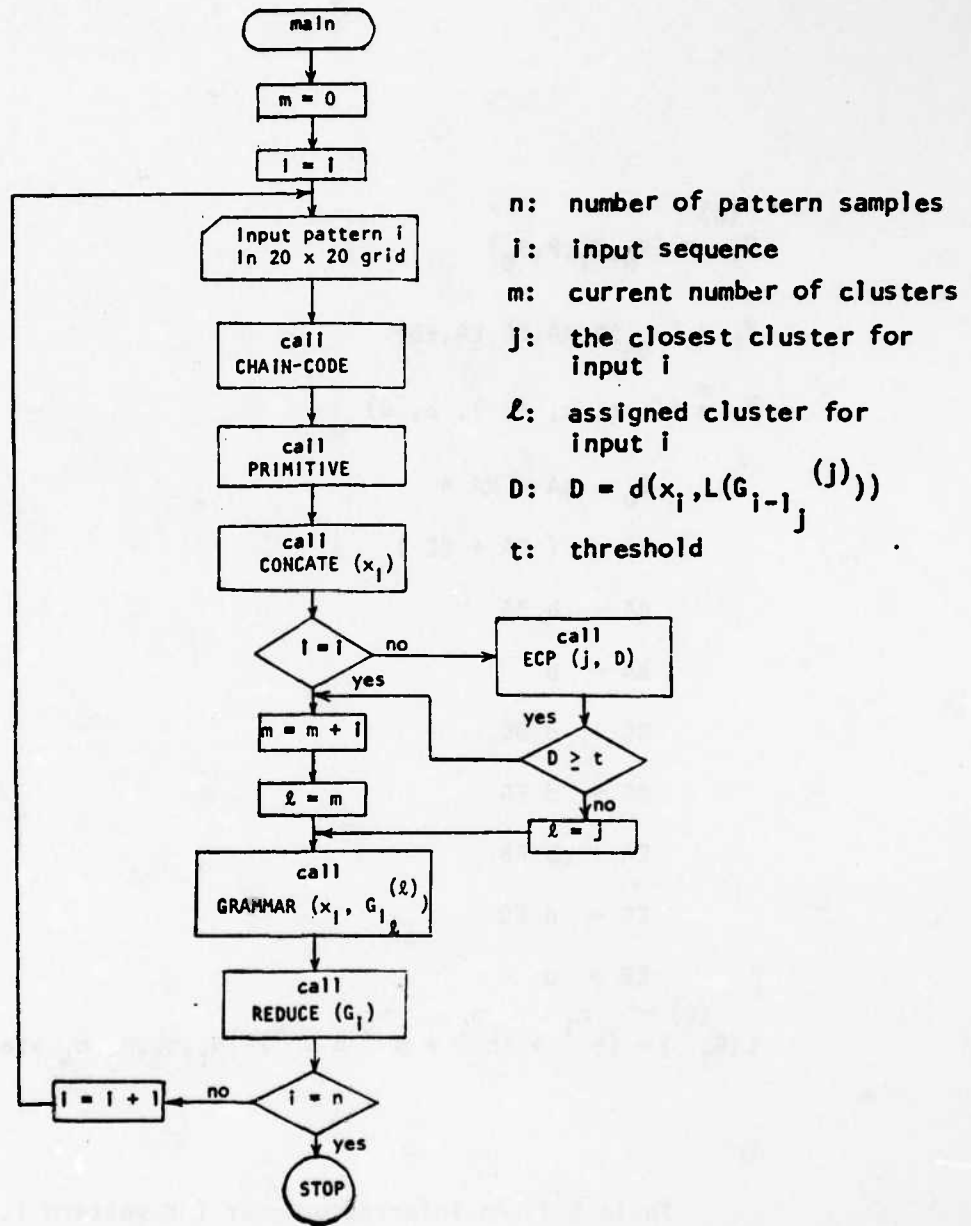 main
m = 0
i = 1
Input pattern i
in 20 x 20 grid
call
CHAIN-CODE
call
PRIMITIVE
call
CONCATE (x_i)
i = 1
no
yes
call
ECP (j, D)
yes
D ≥ t
no
m = m + 1
ℓ = m
ℓ = j
call
GRAMMAR (x_i, G_{i_ℓ}^{(ℓ)})
call
REDUCE (G_i)
i = n
no
i = i + 1
yes
STOP
n: number of pattern samples
i: input sequence
m: current number of clusters
j: the closest cluster for
input i
ℓ: assigned cluster for
input i
D: D = d(x_i, L(G_{i-1_j}^{(j)}))
t: threshold